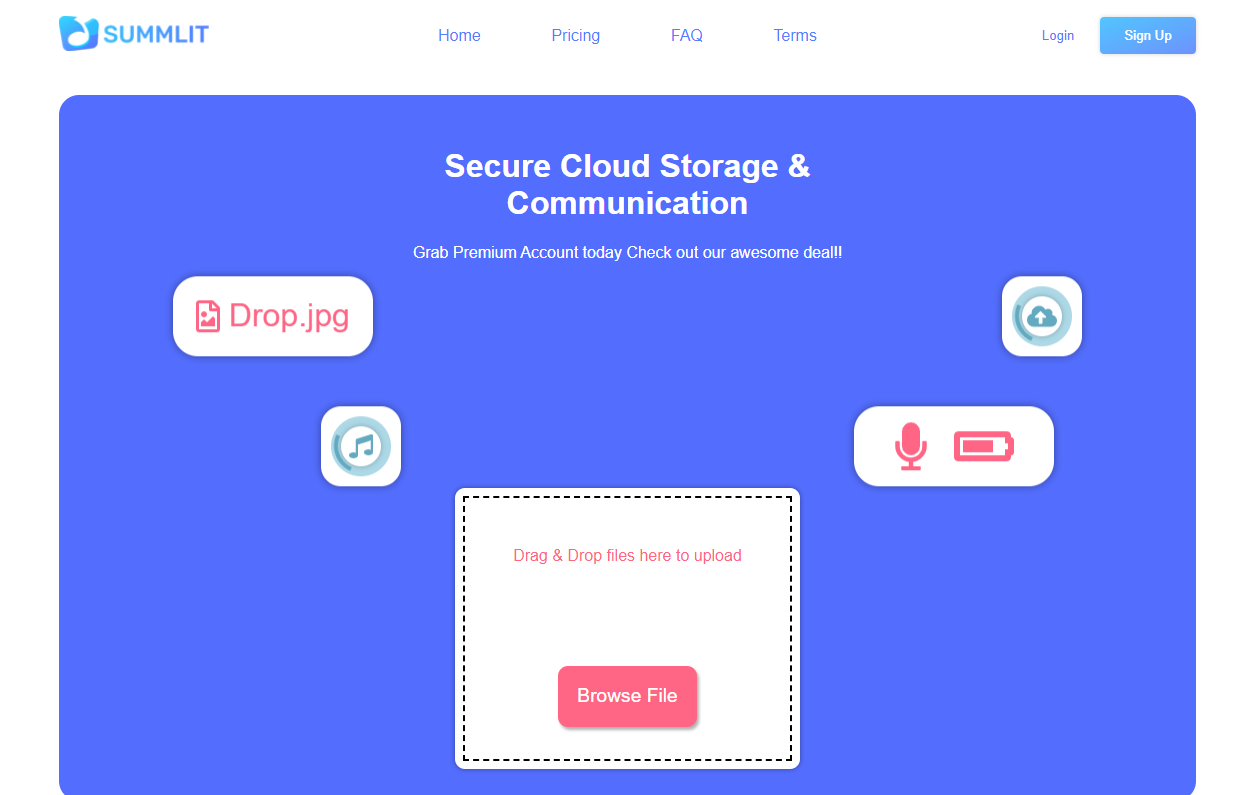 SUMMLIT
Home
Pricing
FAQ
Terms
Login
Sign Up
Secure Cloud Storage &
Communication
Grab Premium Account today Check out our awesome deal!!
Drop.jpg
Drag & Drop files here to upload
Browse File